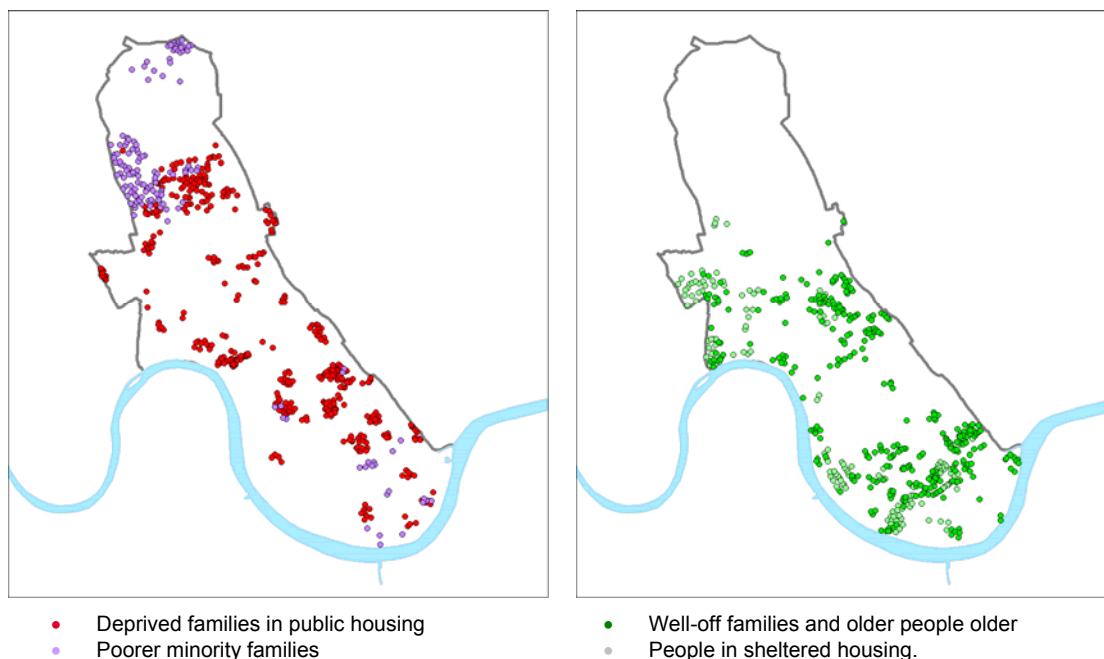 Deprived families in public housing
Poorer minority families
Well-off families and older people older
People in sheltered housing.